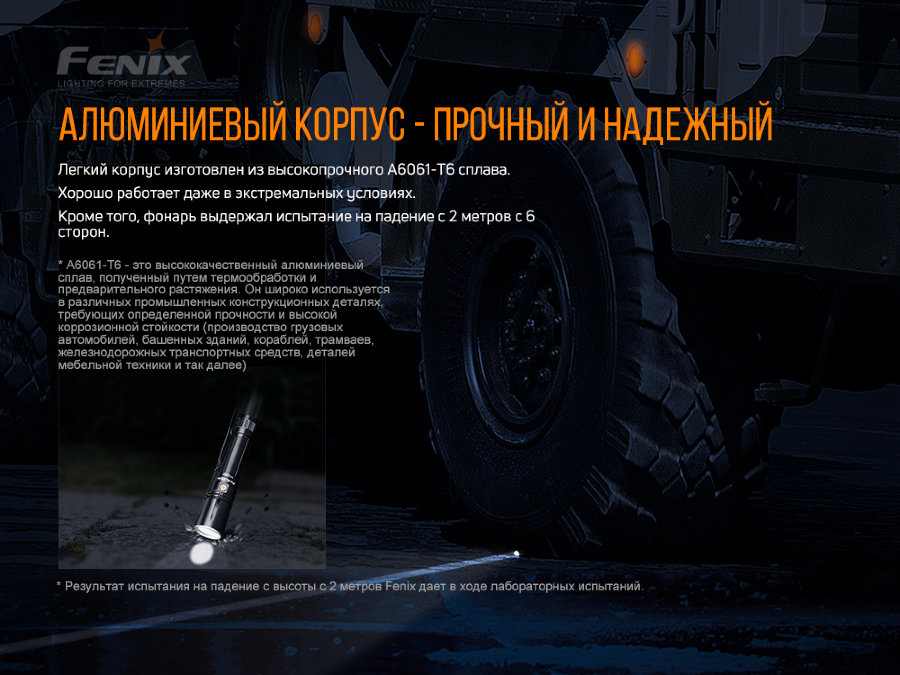 FENIX
LIGHTING FOR EXTREMES
АЛЮМИНИЕВЫЙ КОРПУС - ПРОЧНЫЙ И НАДЕЖНЫЙ
Легкий корпус изготовлен из высокопрочного A6061-T6 сплава.
Хорошо работает даже в экстремальных условиях.
Кроме того, фонарь выдержал испытание на падение с 2 метров с 6
сторон.
* A6061-T6 - это высококачественный алюминиевый
сплав, полученный путем термообработки и
предварительного растяжения. Он широко используется
в различных промышленных конструкционных деталях,
требующих определенной прочности и высокой
коррозионной стойкости (производство грузовых
автомобилей, башенных зданий, кораблей, трамваев,
железнодорожных транспортных средств, деталей
мебельной техники и так далее)
* Результат испытания на падение с высоты с 2 метров Fenix дает в ходе лабораторных испытаний.